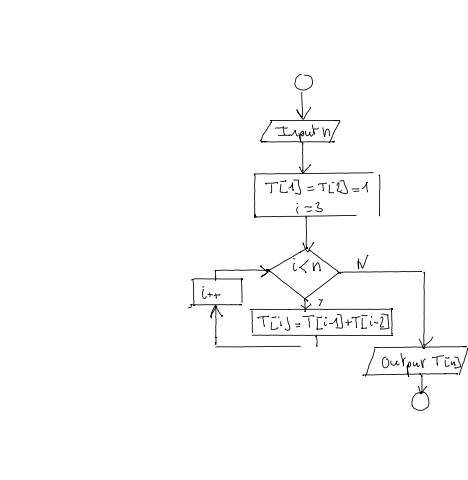 Input n
T[1] = T[2] = 1
i = 3
i < n
N
Y
i++
T[i] = T[i-1] + T[i-2]
Output T[n]